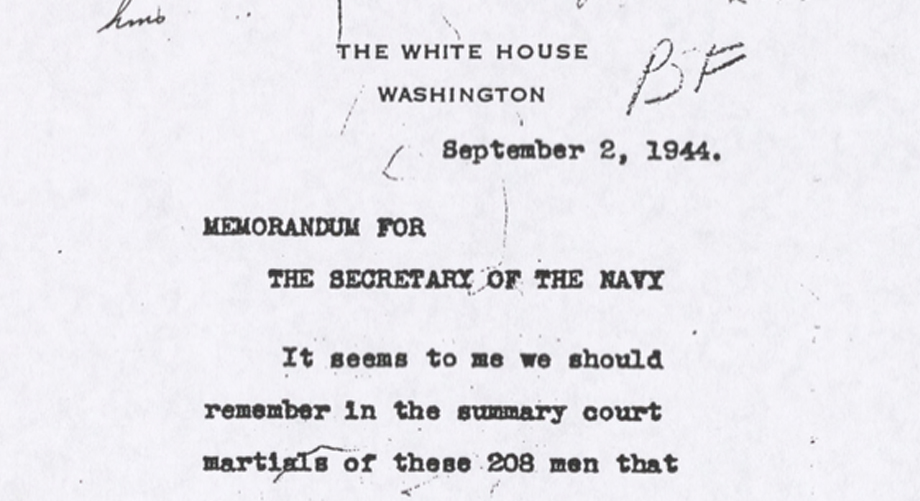 hmo
THE WHITE HOUSE
BF
WASHINGTON
September 2, 1944.
MEMORANDUM FOR
THE SECRETARY OF THE NAVY
It seems to me we should
remember in the summary court
martials of these 208 men that